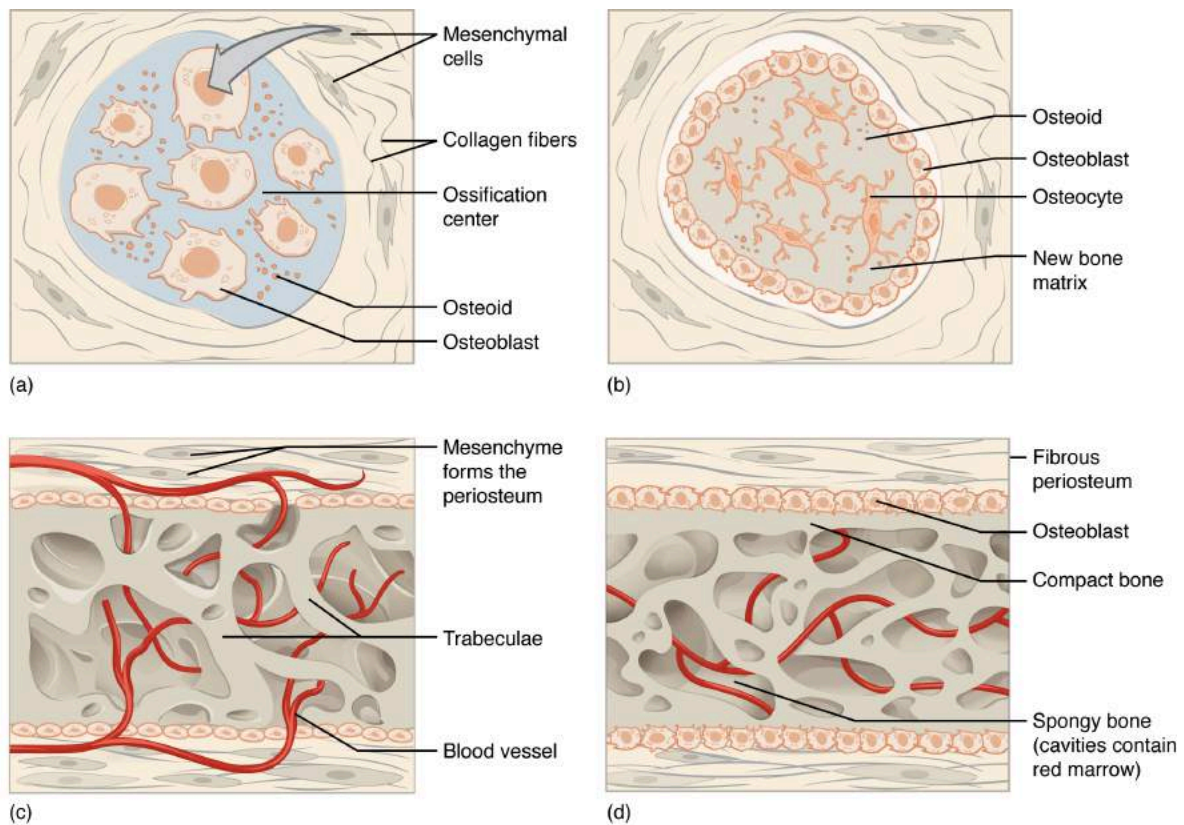 Mesenchymal
cells
Collagen fibers
Ossification
center
Osteoid
Osteoblast
(a)
Osteoid
Osteoblast
Osteocyte
New bone
matrix
(b)
Mesenchyme
forms the
periosteum
Trabeculae
Blood vessel
(c)
Fibrous
periosteum
Osteoblast
Compact bone
Spongy bone
(cavities contain
red marrow)
(d)